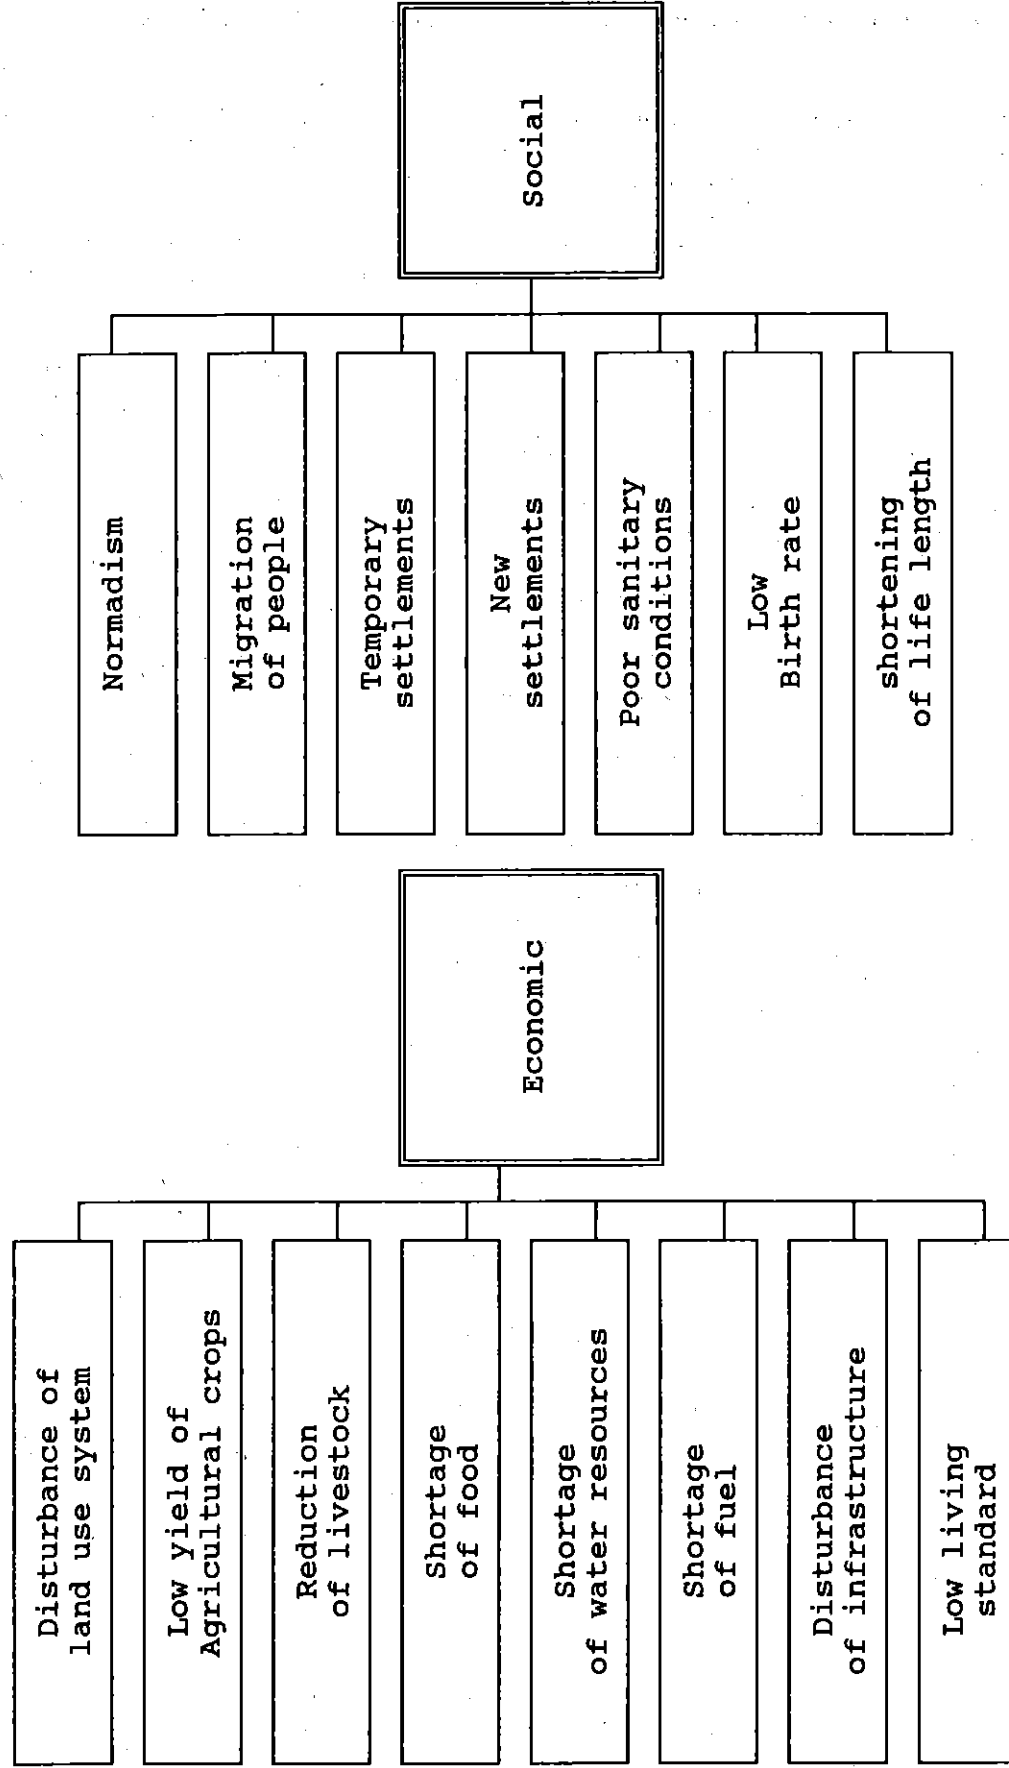 Economic
Disturbance of
land use system
Low yield of
Agricultural crops
Reduction
of livestock
Shortage
of food
Shortage
of water resources
Shortage
of fuel
Disturbance
of infrastructure
Low living
standard
Social
Normadism
Migration
of people
Temporary
settlements
New
settlements
Poor sanitary
conditions
Low
Birth rate
shortening
of life length